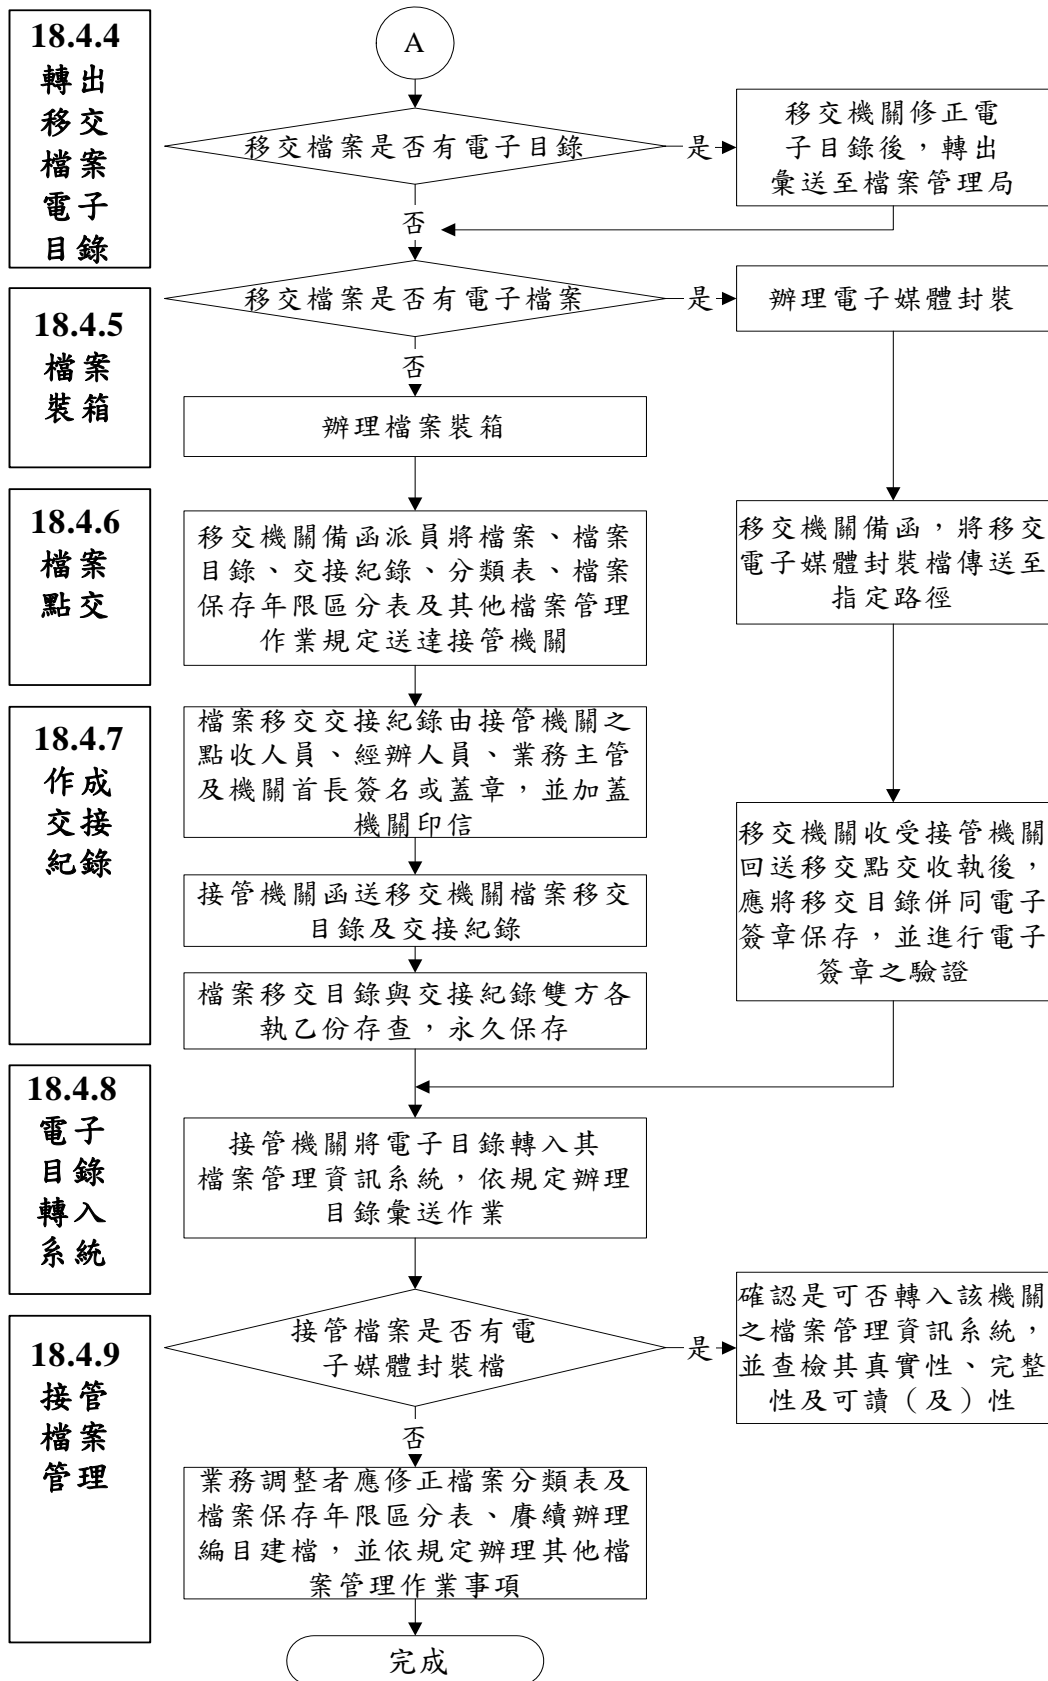 18.4.4
轉出
移交
檔案
電子
目錄
A
移交檔案是否有電子目錄
是
移交機關修正電
子目錄後，轉出
彙送至檔案管理局
否
18.4.5
檔案
裝箱
移交檔案是否有電子檔案
是
辦理電子媒體封裝
否
辦理檔案裝箱
18.4.6
檔案
點交
移交機關備函派員將檔案、檔案
目錄、交接紀錄、分類表、檔案
保存年限區分表及其他檔案管理
作業規定送達接管機關
移交機關備函，將移交
電子媒體封裝檔傳送至
指定路徑
18.4.7
作成
交接
紀錄
檔案移交交接紀錄由接管機關之
點收人員、經辦人員、業務主管
及機關首長簽名或蓋章，並加蓋
機關印信
接管機關函送移交機關檔案移交
目錄及交接紀錄
檔案移交目錄與交接紀錄雙方各
執乙份存查，永久保存
移交機關收受接管機關
回送移交點交收執後，
應將移交目錄併同電子
簽章保存，並進行電子
簽章之驗證
18.4.8
電子
目錄
轉入
系統
接管機關將電子目錄轉入其
檔案管理資訊系統，依規定辦理
目錄彙送作業
18.4.9
接管
檔案
管理
接管檔案是否有電
子媒體封裝檔
是
確認是可否轉入該機關
之檔案管理資訊系統，
並查檢其真實性、完整
性及可讀（及）性
否
業務調整者應修正檔案分類表及
檔案保存年限區分表、賡續辦理
編目建檔，並依規定辦理其他檔
案管理作業事項
完成